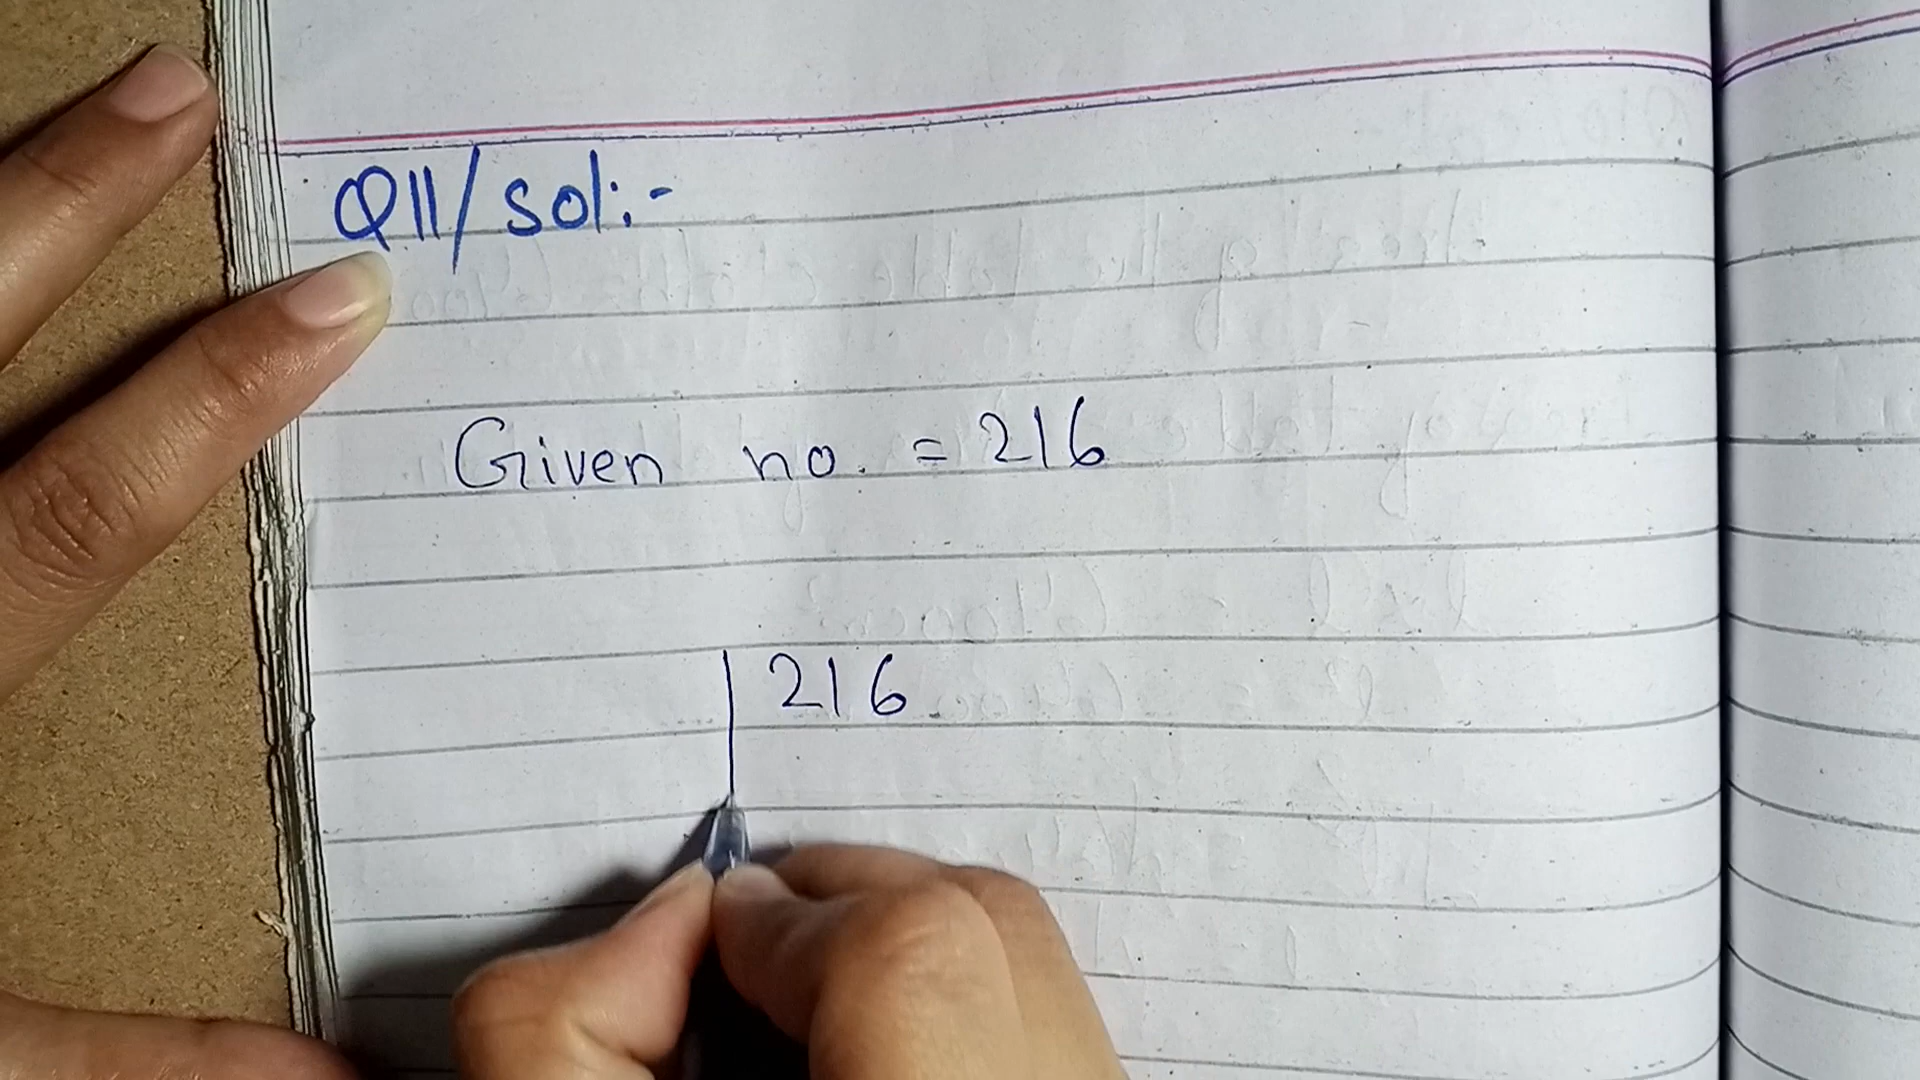 Q11/Sol:-
Given no. = 216
216